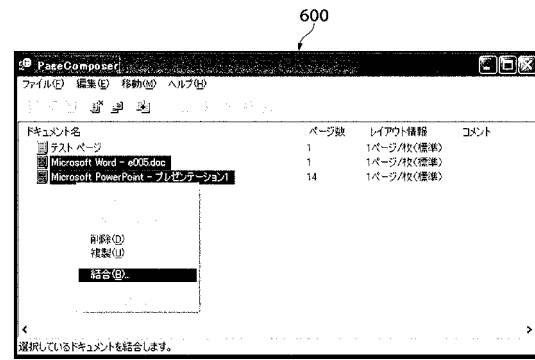 600
PageComposer
ファイル(F) 編集(E) 移動(M) ヘルプ(H)
ドキュメント名 ページ数 レイアウト情報 コメント
テスト ページ 1 1ページ/枚(標準)
Microsoft Word - e005.doc 1 1ページ/枚(標準)
Microsoft PowerPoint - プレゼンテーション1 14 1ページ/枚(標準)
削除(D)
複製(U)
結合(B)...
選択しているドキュメントを結合します。